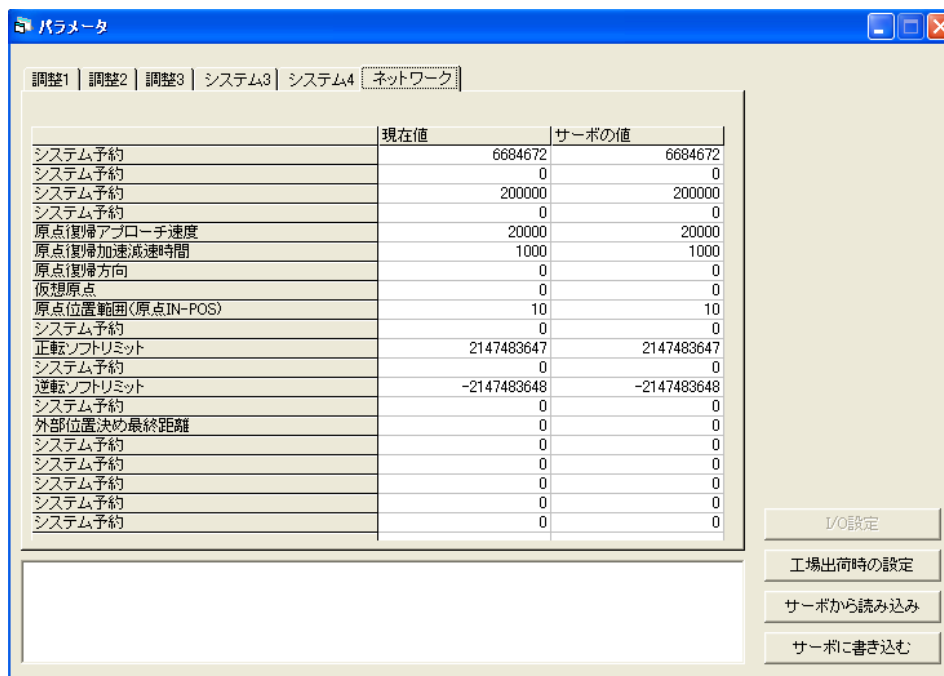 パラメータ
調整1 調整2 調整3 システム3 システム4 ネットワーク
現在値 サーボの値
システム予約 6684672 6684672
システム予約 0 0
システム予約 200000 200000
システム予約 0 0
原点復帰アプローチ速度 20000 20000
原点復帰加速減速時間 1000 1000
原点復帰方向 0 0
仮想原点 0 0
原点位置範囲(原点IN-POS) 10 10
システム予約 0 0
正転ソフトリミット 2147483647 2147483647
システム予約 0 0
逆転ソフトリミット -2147483648 -2147483648
システム予約 0 0
外部位置決め最終距離 0 0
システム予約 0 0
システム予約 0 0
システム予約 0 0
システム予約 0 0
システム予約 0 0
I/O設定
工場出荷時の設定
サーボから読み込み
サーボに書き込む